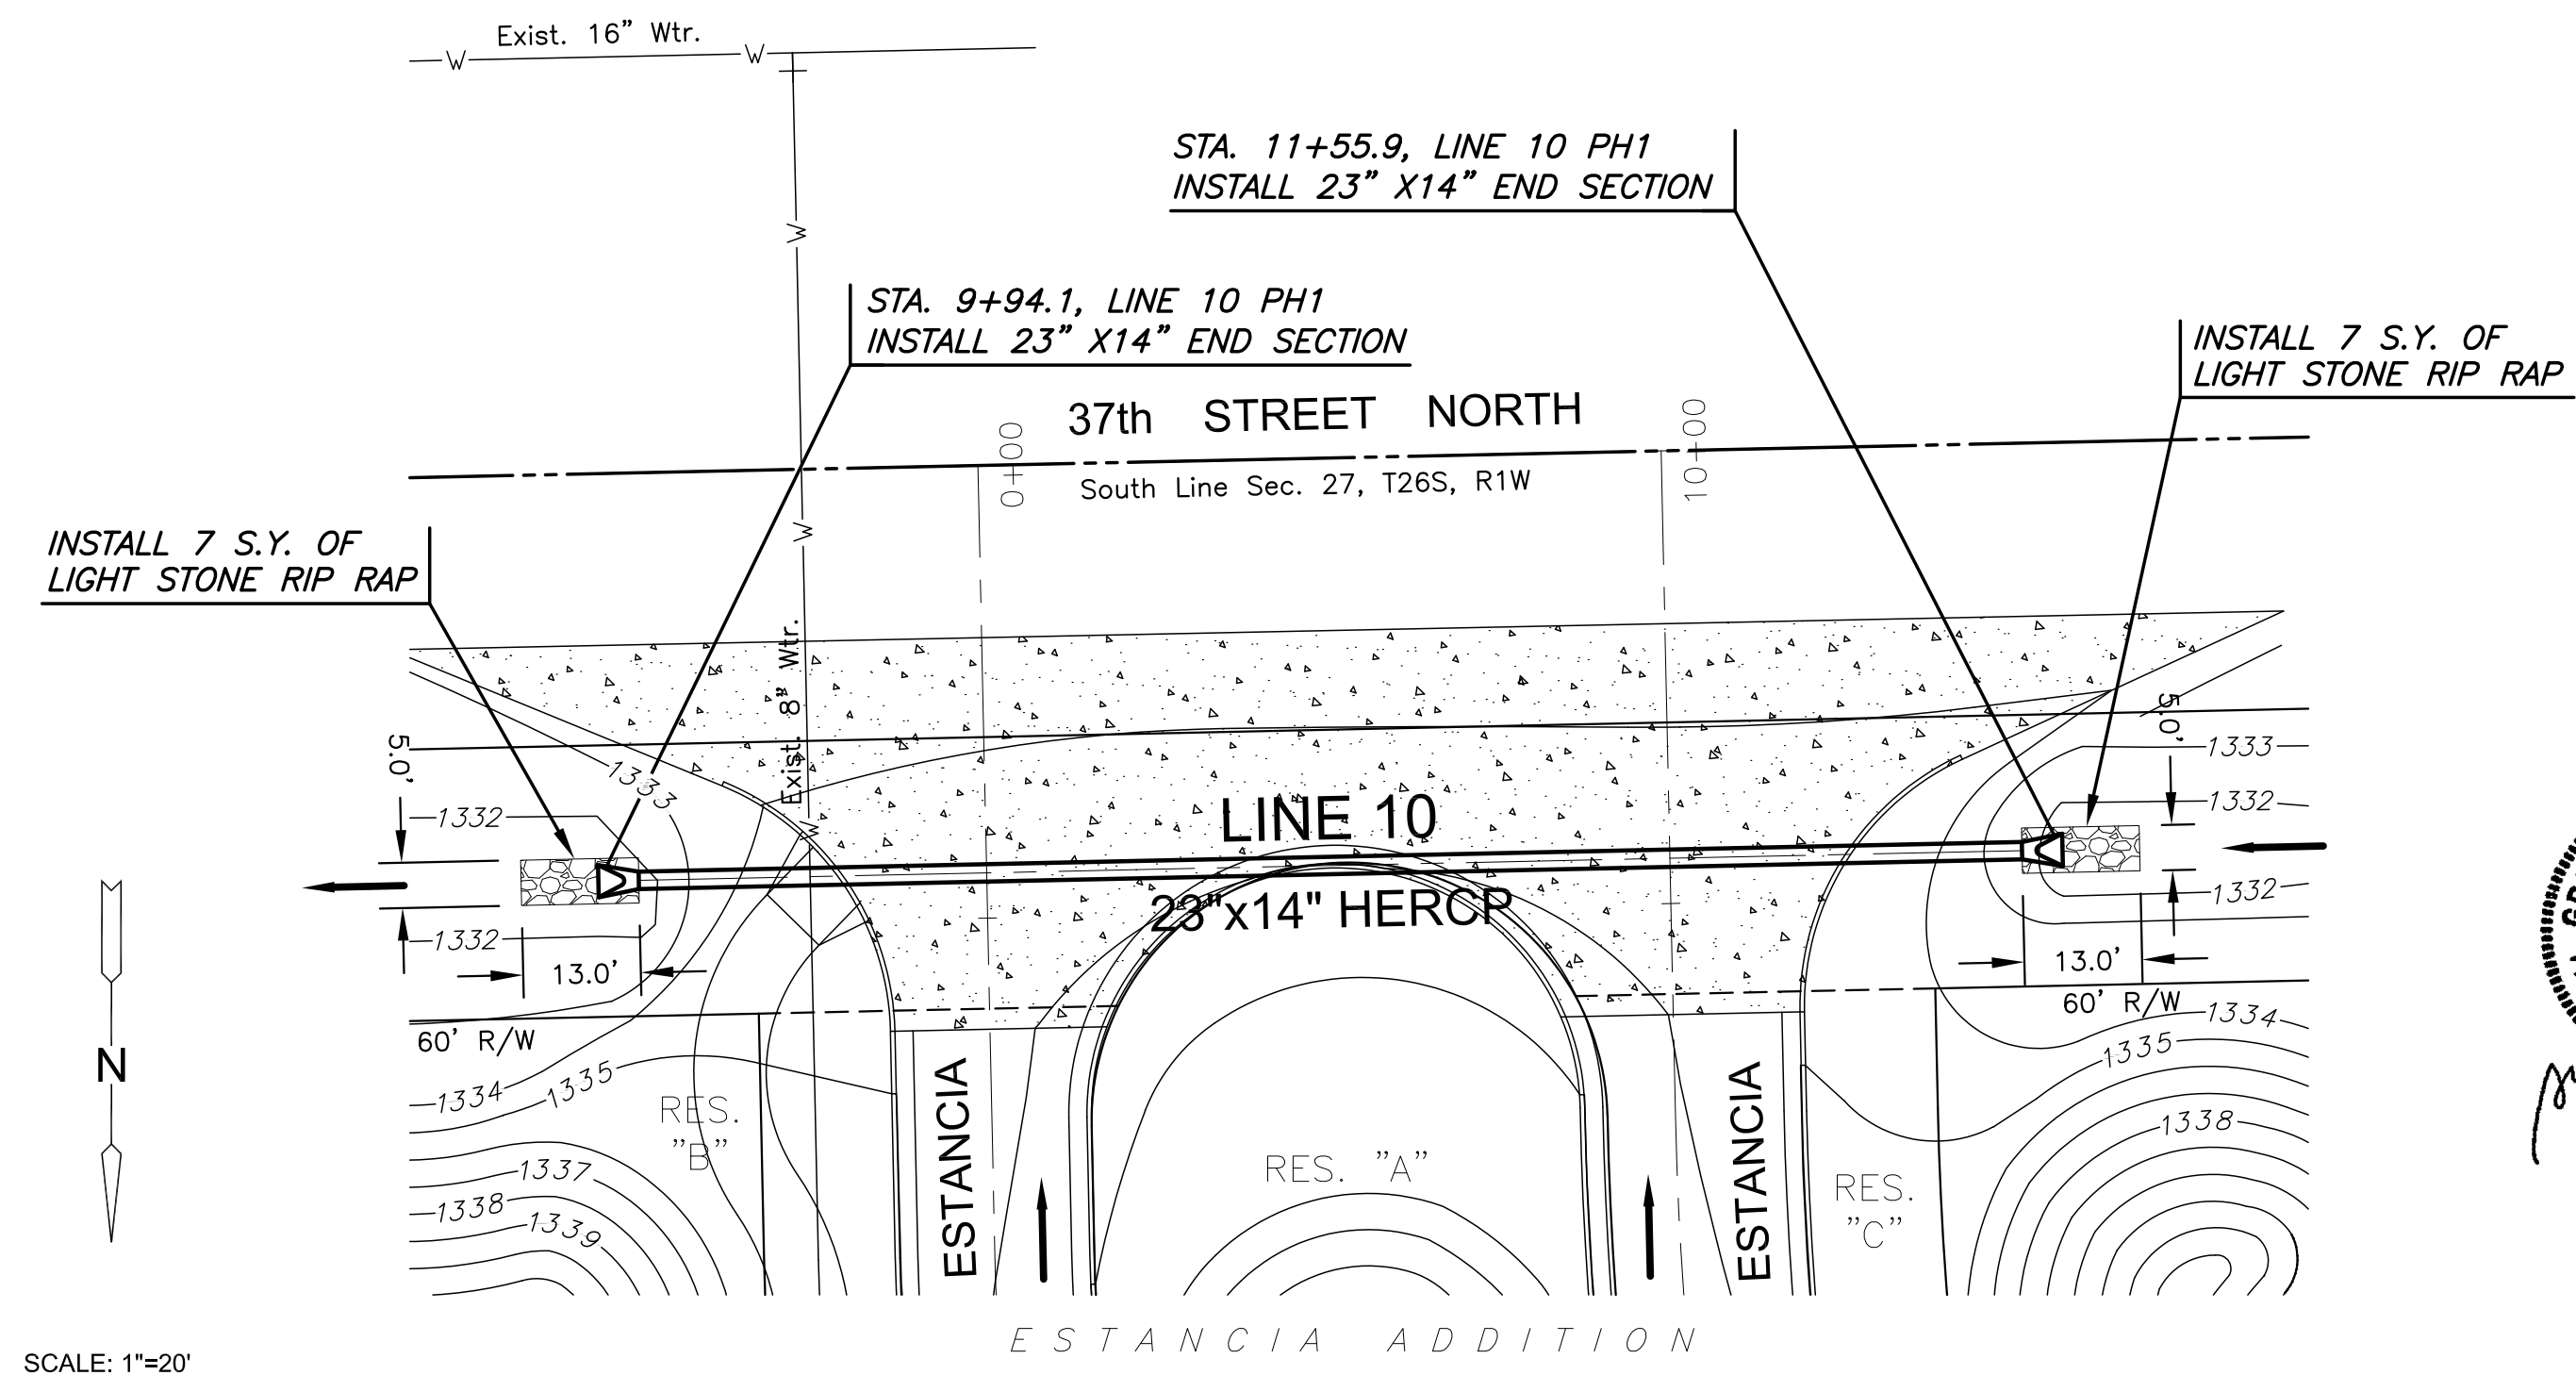 Exist. 16" Wtr.
W
W
STA. 11+55.9, LINE 10 PH1
INSTALL 23" X14" END SECTION
W
STA. 9+94.1, LINE 10 PH1
INSTALL 23" X14" END SECTION
INSTALL 7 S.Y. OF
LIGHT STONE RIP RAP
37th STREET NORTH
0+00
10+00
South Line Sec. 27, T26S, R1W
INSTALL 7 S.Y. OF
LIGHT STONE RIP RAP
W
Exist. 8" Wtr.
W
5.0'
5.0'
1333
1333
1332
1332
LINE 10
23"x14" HERCP
1332
1332
13.0'
13.0'
60' R/W
60' R/W
N
1334
1335
1334
1335
RES.
"B"
ESTANCIA
RES. "A"
ESTANCIA
RES.
"C"
1337
1338
1339
1338
ESTANCIA ADDITION
SCALE: 1"=20'